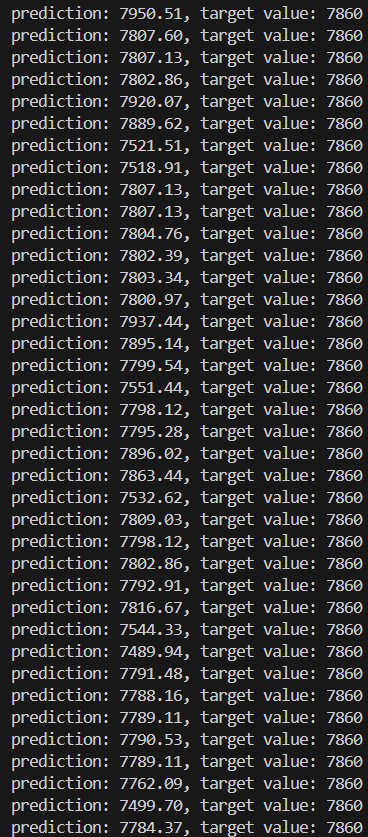 prediction: 7950.51, target value: 7860
prediction: 7807.60, target value: 7860
prediction: 7807.13, target value: 7860
prediction: 7802.86, target value: 7860
prediction: 7920.07, target value: 7860
prediction: 7889.62, target value: 7860
prediction: 7521.51, target value: 7860
prediction: 7518.91, target value: 7860
prediction: 7807.13, target value: 7860
prediction: 7807.13, target value: 7860
prediction: 7804.76, target value: 7860
prediction: 7802.39, target value: 7860
prediction: 7803.34, target value: 7860
prediction: 7800.97, target value: 7860
prediction: 7937.44, target value: 7860
prediction: 7895.14, target value: 7860
prediction: 7799.54, target value: 7860
prediction: 7551.44, target value: 7860
prediction: 7798.12, target value: 7860
prediction: 7795.28, target value: 7860
prediction: 7896.02, target value: 7860
prediction: 7863.44, target value: 7860
prediction: 7532.62, target value: 7860
prediction: 7809.03, target value: 7860
prediction: 7798.12, target value: 7860
prediction: 7802.86, target value: 7860
prediction: 7792.91, target value: 7860
prediction: 7816.67, target value: 7860
prediction: 7544.33, target value: 7860
prediction: 7489.94, target value: 7860
prediction: 7791.48, target value: 7860
prediction: 7788.16, target value: 7860
prediction: 7789.11, target value: 7860
prediction: 7790.53, target value: 7860
prediction: 7789.11, target value: 7860
prediction: 7762.09, target value: 7860
prediction: 7499.70, target value: 7860
prediction: 7784.37, target value: 7860